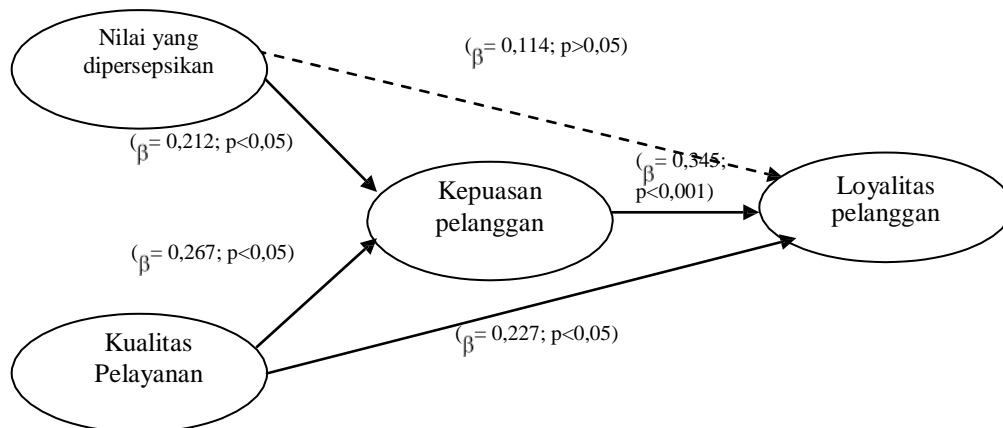 Nilai yang
dipersepsikan
(β= 0,114; p>0,05)
(β= 0,212; p<0,05)
(β= 0,345;
p<0,001)
Kepuasan
pelanggan
Loyalitas
pelanggan
(β= 0,267; p<0,05)
(β= 0,227; p<0,05)
Kualitas
Pelayanan